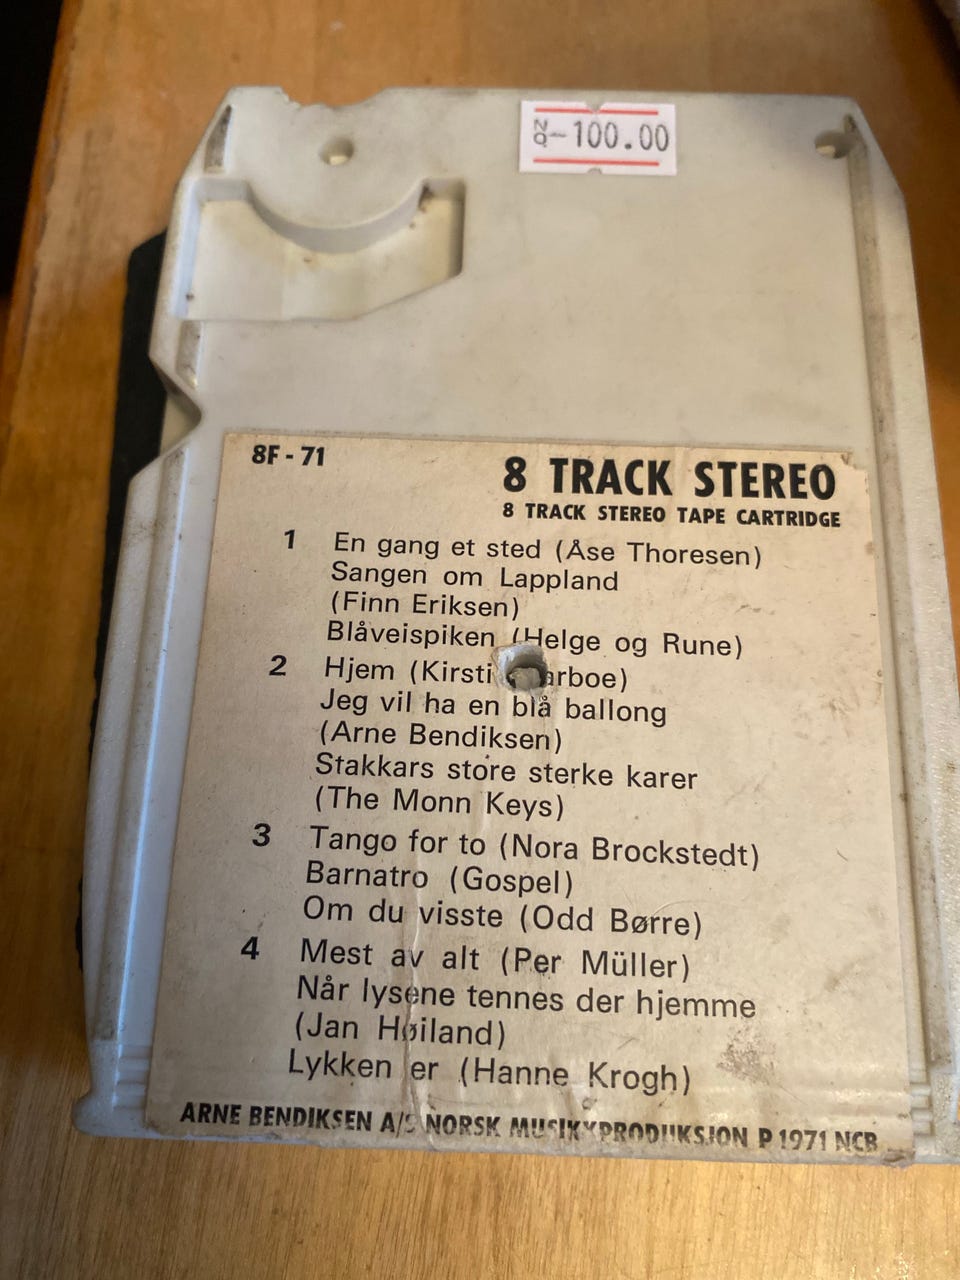 NO-100.00
8F - 71
8 TRACK STEREO
8 TRACK STEREO TAPE CARTRIDGE
1 En gang et sted (Åse Thoresen)
Sangen om Lappland
(Finn Eriksen)
Blåveispiken (Helge og Rune)
2 Hjem (Kirsti arboe)
Jeg vil ha en blå ballong
(Arne Bendiksen)
Stakkars store sterke karer
(The Monn Keys)
3 Tango for to (Nora Brockstedt)
Barnatro (Gospel)
Om du visste (Odd Børre)
4 Mest av alt (Per Müller)
Når lysene tennes der hjemme
(Jan Høiland)
Lykken er (Hanne Krogh)
ARNE BENDIKSEN A/S NORSK MUSIKKPRODUKSJON P 1971 NCB